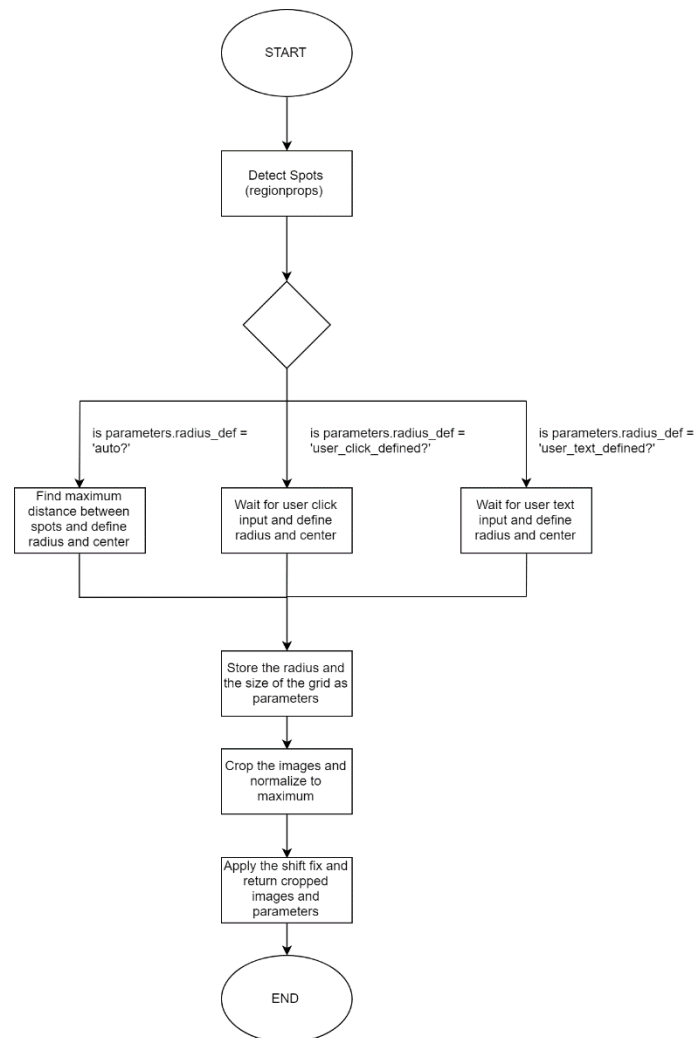 START
Detect Spots
(regionprops)
is parameters.radius_def =
'auto?'
is parameters.radius_def =
'user_click_defined?'
is parameters.radius_def =
'user_text_defined?'
Find maximum
distance between
spots and define
radius and center
Wait for user click
input and define
radius and center
Wait for user text
input and define
radius and center
Store the radius and
the size of the grid as
parameters
Crop the images and
normalize to
maximum
Apply the shift fix and
return cropped
images and
parameters
END